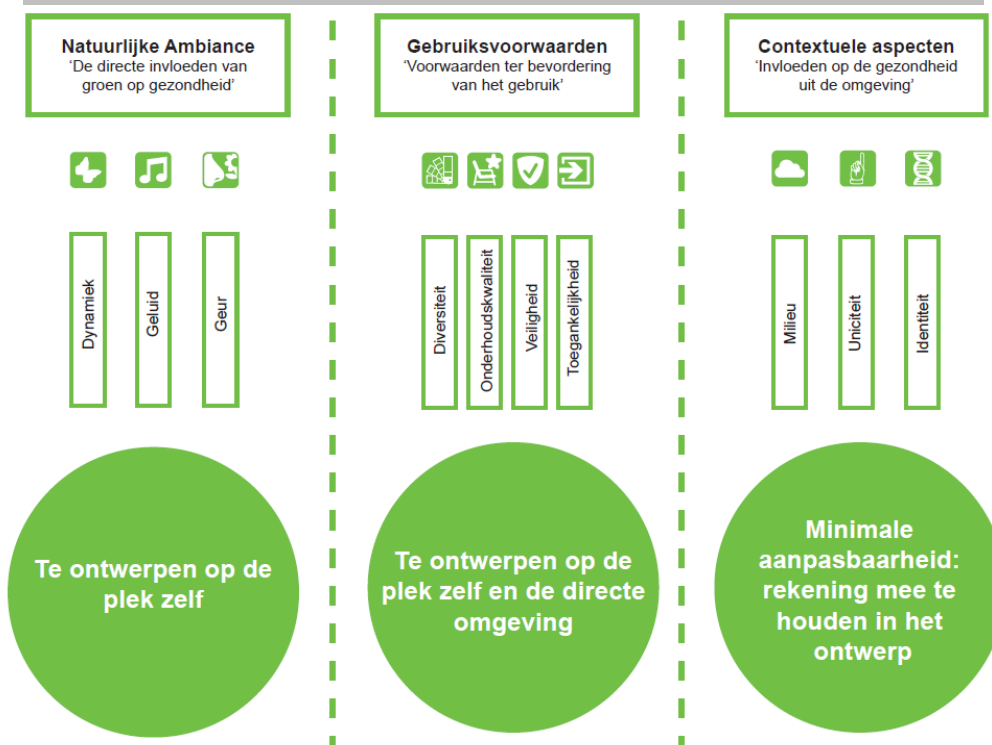 Natuurlijke Ambiance
‘De directe invloeden van
groen op gezondheid’
Dynamiek
Geluid
Geur
Te ontwerpen op de
plek zelf
Gebruiksvoorwaarden
‘Voorwaarden ter bevordering
van het gebruik’
Diversiteit
Onderhoudskwaliteit
Veiligheid
Toegankelijkheid
Te ontwerpen op de
plek zelf en de directe
omgeving
Contextuele aspecten
‘Invloeden op de gezondheid
uit de omgeving’
Milieu
Uniciteit
Identiteit
Minimale
aanpasbaarheid:
rekening mee te
houden in het
ontwerp